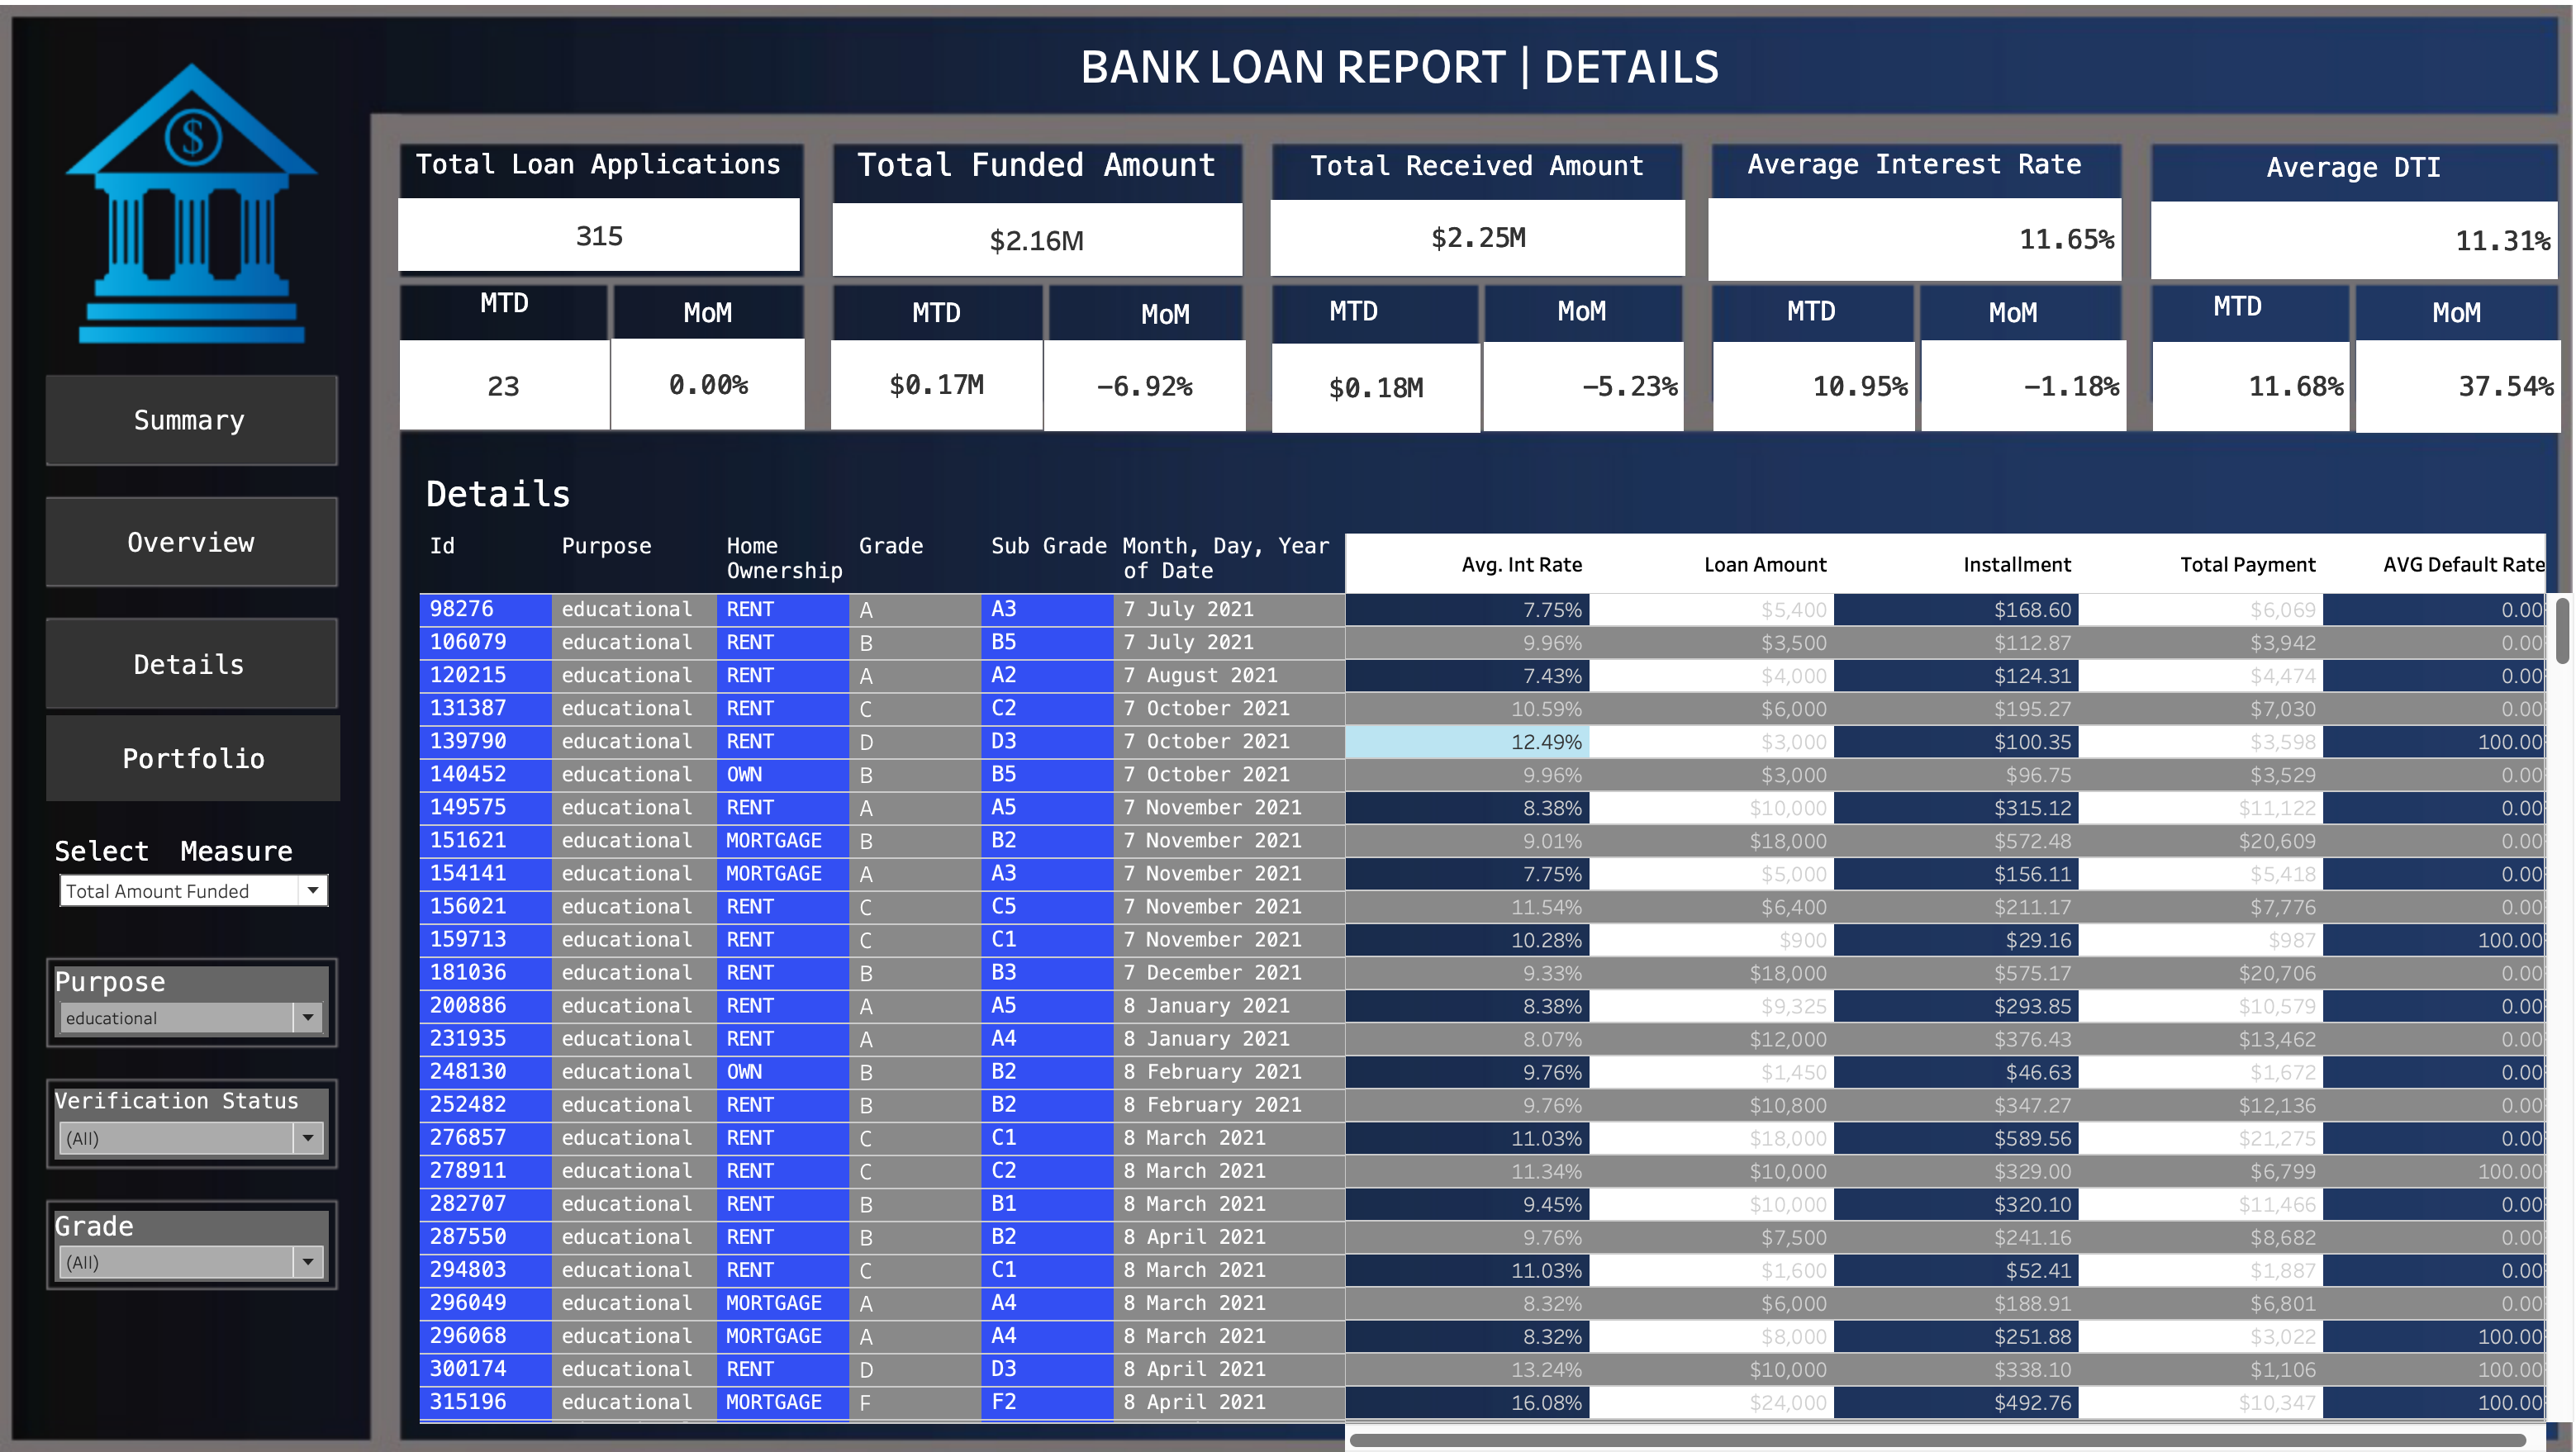 BANK LOAN REPORT | DETAILS
$
Total Loan Applications
315
MTD MoM
23 0.00%
Total Funded Amount
$2.16M
MTD MoM
$0.17M -6.92%
Total Received Amount
$2.25M
MTD MoM
$0.18M -5.23%
Average Interest Rate
11.65%
MTD MoM
10.95% -1.18%
Average DTI
11.31%
MTD MoM
11.68% 37.54%
Summary
Overview
Details
Portfolio
Select Measure
Total Amount Funded
Purpose
educational
Verification Status
(All)
Grade
(All)
Details
Id Purpose Home Ownership Grade Sub Grade Month, Day, Year of Date Avg. Int Rate Loan Amount Installment Total Payment AVG Default Rate
98276 educational RENT A A3 7 July 2021 7.75% $5,400 $168.60 $6,069 0.00
106079 educational RENT B B5 7 July 2021 9.96% $3,500 $112.87 $3,942 0.00
120215 educational RENT A A2 7 August 2021 7.43% $4,000 $124.31 $4,474 0.00
131387 educational RENT C C2 7 October 2021 10.59% $6,000 $195.27 $7,030 0.00
139790 educational RENT D D3 7 October 2021 12.49% $3,000 $100.35 $3,598 100.00
140452 educational OWN B B5 7 October 2021 9.96% $3,000 $96.75 $3,529 0.00
149575 educational RENT A A5 7 November 2021 8.38% $10,000 $315.12 $11,122 0.00
151621 educational MORTGAGE B B2 7 November 2021 9.01% $18,000 $572.48 $20,609 0.00
154141 educational MORTGAGE A A3 7 November 2021 7.75% $5,000 $156.11 $5,418 0.00
156021 educational RENT C C5 7 November 2021 11.54% $6,400 $211.17 $7,776 0.00
159713 educational RENT C C1 7 November 2021 10.28% $900 $29.16 $987 100.00
181036 educational RENT B B3 7 December 2021 9.33% $18,000 $575.17 $20,706 0.00
200886 educational RENT A A5 8 January 2021 8.38% $9,325 $293.85 $10,579 0.00
231935 educational RENT A A4 8 January 2021 8.07% $12,000 $376.43 $13,462 0.00
248130 educational OWN B B2 8 February 2021 9.76% $1,450 $46.63 $1,672 0.00
252482 educational RENT B B2 8 February 2021 9.76% $10,800 $347.27 $12,136 0.00
276857 educational RENT C C1 8 March 2021 11.03% $18,000 $589.56 $21,275 0.00
278911 educational RENT C C2 8 March 2021 11.34% $10,000 $329.00 $6,799 100.00
282707 educational RENT B B1 8 March 2021 9.45% $10,000 $320.10 $11,466 0.00
287550 educational RENT B B2 8 April 2021 9.76% $7,500 $241.16 $8,682 0.00
294803 educational RENT C C1 8 March 2021 11.03% $1,600 $52.41 $1,887 0.00
296049 educational MORTGAGE A A4 8 March 2021 8.32% $6,000 $188.91 $6,801 0.00
296068 educational MORTGAGE A A4 8 March 2021 8.32% $8,000 $251.88 $3,022 100.00
300174 educational RENT D D3 8 April 2021 13.24% $10,000 $338.10 $1,106 100.00
315196 educational MORTGAGE F F2 8 April 2021 16.08% $24,000 $492.76 $10,347 100.00